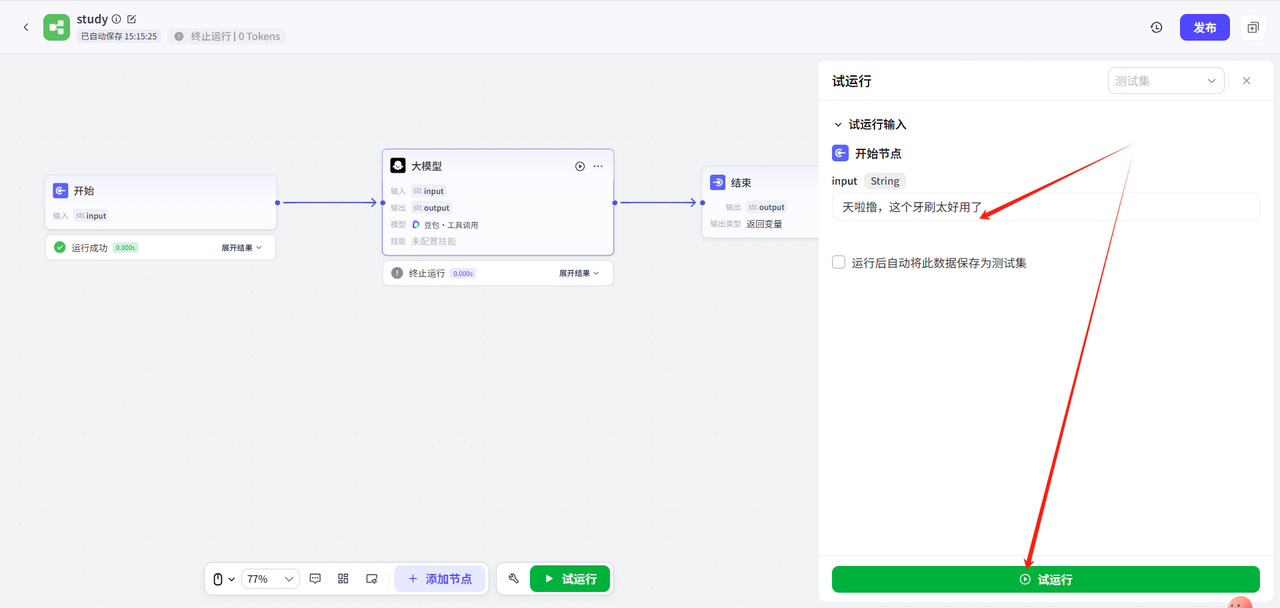 study
已自动保存 15:15:25
终止运行 | 0 Tokens
发布
开始
输入 str. input
运行成功 0.000s 展开结果
大模型
输入 str. input
输出 str. output
模型 豆包·工具调用
技能 未配置技能
终止运行 0.000s 展开结果
结束
输出 str. output
输出类型 返回变量
试运行
测试集
试运行输入
开始节点
input String
天啦撸，这个牙刷太好用了
运行后自动将此数据保存为测试集
试运行
77%
添加节点
试运行